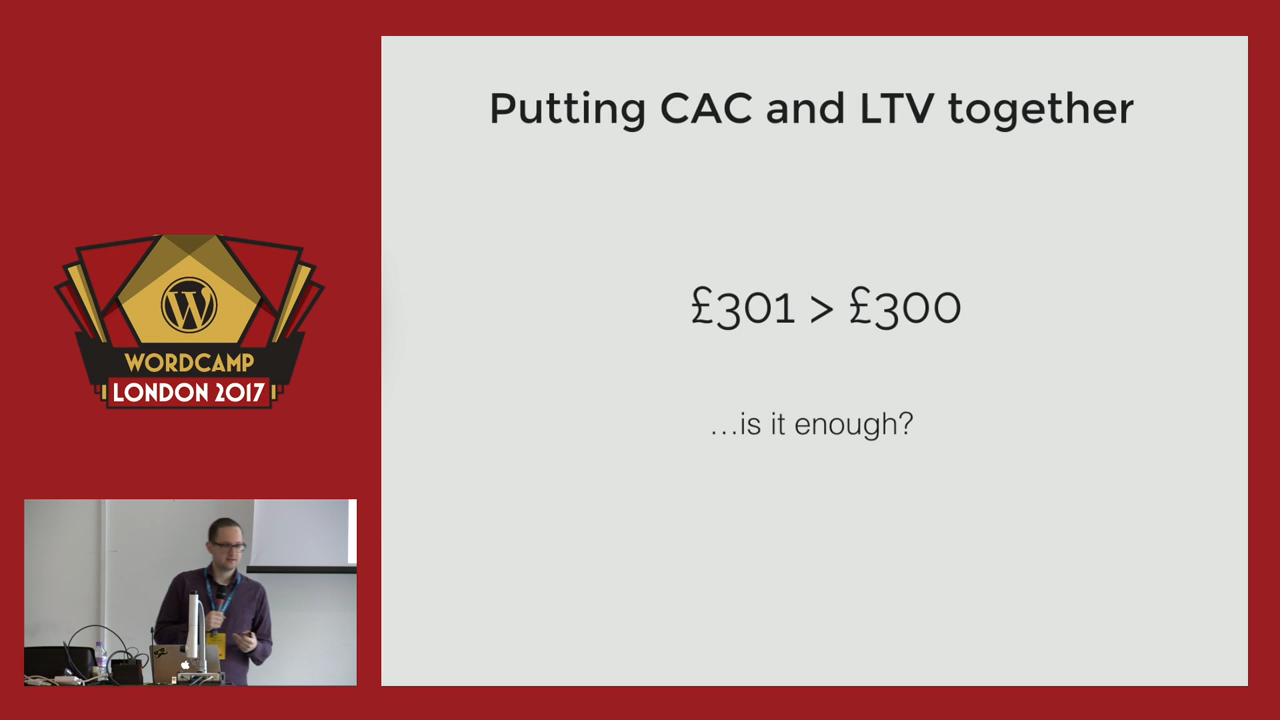 Putting CAC and LTV together
£301 > £300
…is it enough?
WORDCAMP
LONDON 2017